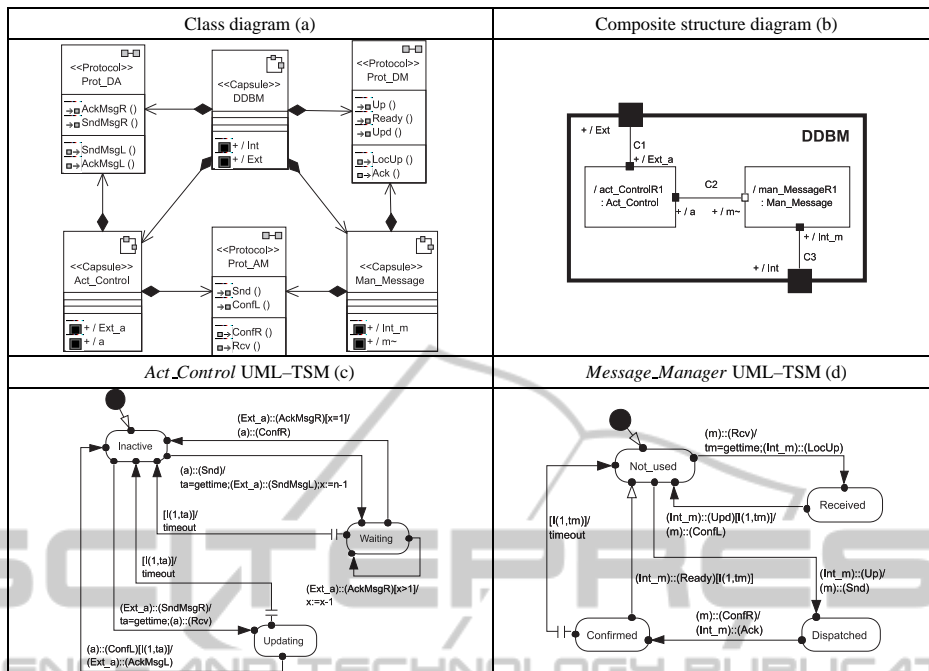 Class diagram (a)
Composite structure diagram (b)
<<Protocol>>
Prot_DA
AckMsgR ()
SndMsgR ()
SndMsgL ()
AckMsgL ()
<<Capsule>>
DDBM
+ / Int
+ / Ext
<<Protocol>>
Prot_DM
Up ()
Ready ()
Upd ()
LocUp ()
Ack ()
<<Capsule>>
Act_Control
+ / Ext_a
+ / a
<<Protocol>>
Prot_AM
Snd ()
ConfL ()
ConfR ()
Rcv ()
<<Capsule>>
Man_Message
+ / Int_m
+ / m~
+ / Ext
DDBM
C1
+ / Ext_a
/ act_ControlR1
: Act_Control
C2
+ / a
+ / m~
/ man_MessageR1
: Man_Message
+ / Int_m
C3
+ / Int
Act_Control UML–TSM (c)
Message_Manager UML–TSM (d)
Inactive
(Ext_a)::(AckMsgR)[x=1]/
(a)::(ConfR)
(a)::(Snd)/
ta=gettime;(Ext_a)::(SndMsgL);x:=n-1
[I(1,ta)]/
timeout
Waiting
[I(1,ta)]/
timeout
(Ext_a)::(AckMsgR)[x>1]/
x:=x-1
(Ext_a)::(SndMsgR)/
ta=gettime;(a)::(Rcv)
Updating
(a)::(ConfL)[I(1,ta)]/
(Ext_a)::(AckMsgL)
(m)::(Rcv)/
tm=gettime;(Int_m)::(LocUp)
Not_used
Received
[I(1,tm)]/
timeout
(Int_m)::(Upd)[I(1,tm)]/
(m)::(ConfL)
(Int_m)::(Ready)[I(1,tm)]
(Int_m)::(Up)/
(m)::(Snd)
(m)::(ConfR)/
(Int_m)::(Ack)
Confirmed
Dispatched